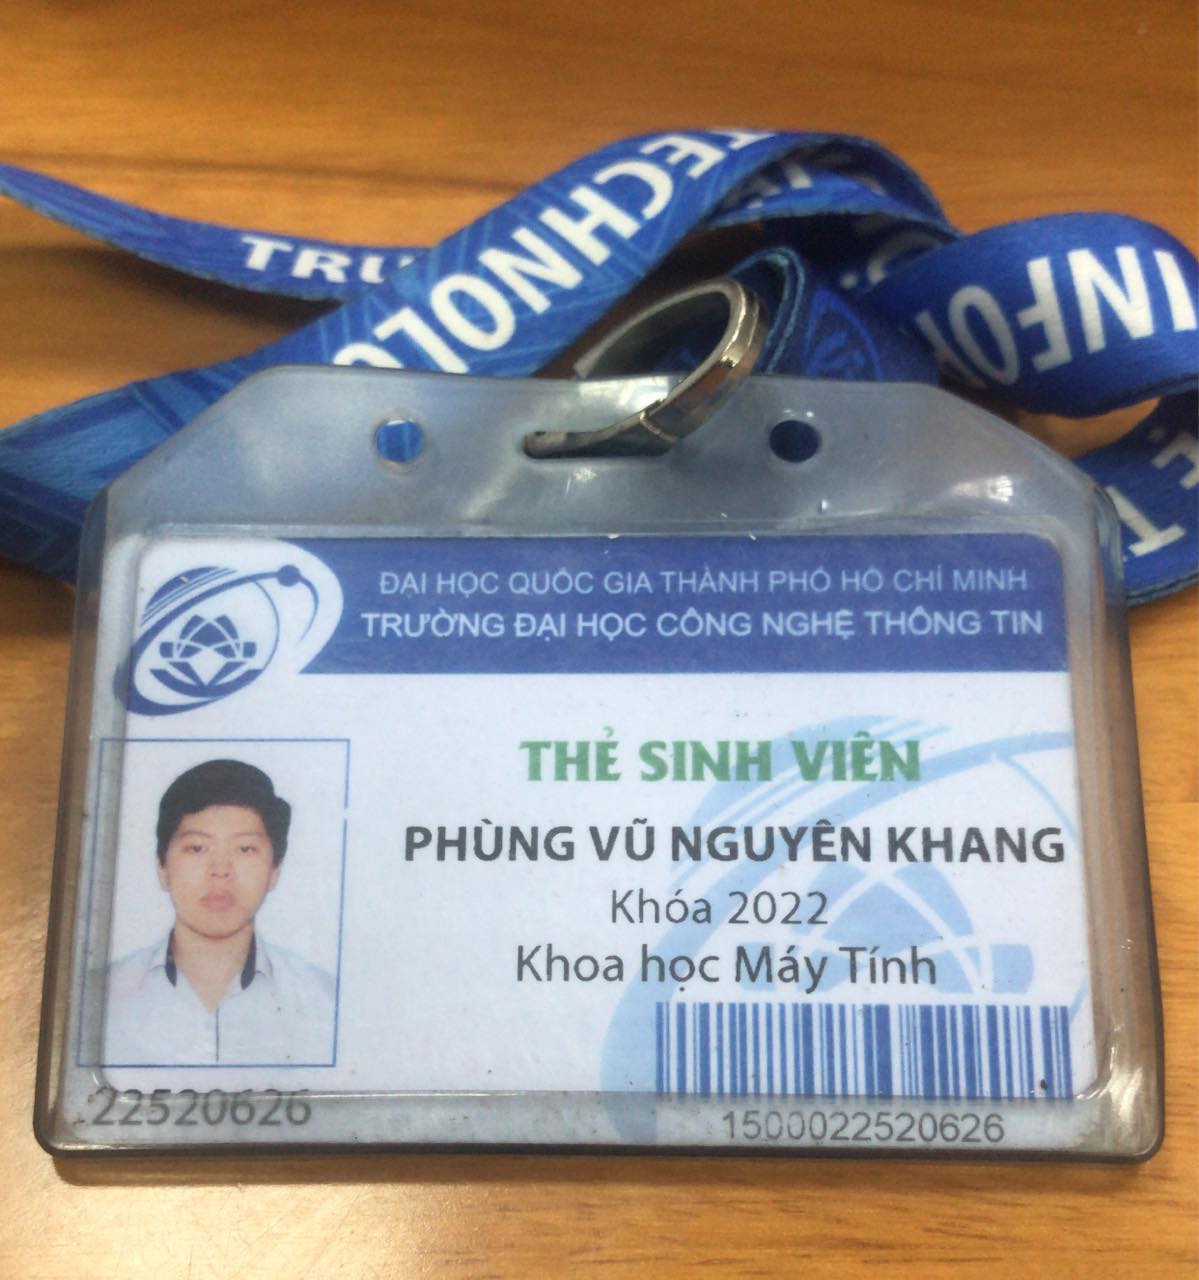 TECHNOLO
TRU
INFOR
T.E
ĐẠI HỌC QUỐC GIA THÀNH PHỐ HỒ CHÍ MINH
TRƯỜNG ĐẠI HỌC CÔNG NGHỆ THÔNG TIN
THẺ SINH VIÊN
PHÙNG VŨ NGUYÊN KHANG
Khóa 2022
Khoa học Máy Tính
22520626
1500022520626